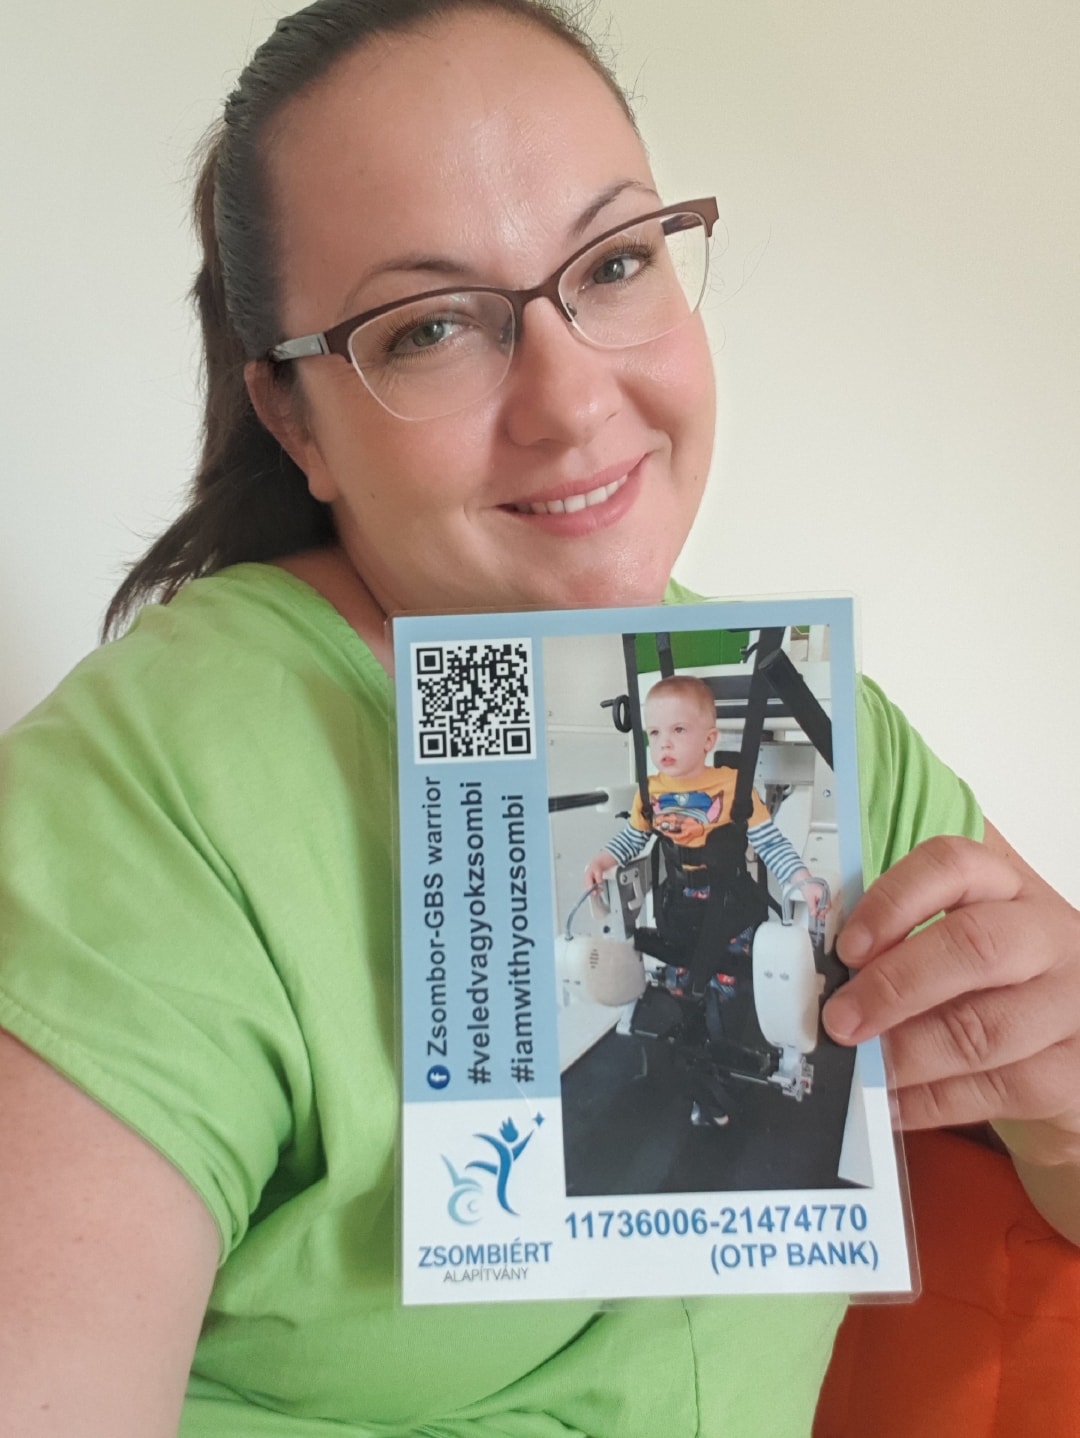 Zsombor-GBS warrior
#veledvagyokzsombi
#iamwithyouzsombi
ZSOMBIÉRT
ALAPÍTVÁNY
11736006-21474770
(OTP BANK)